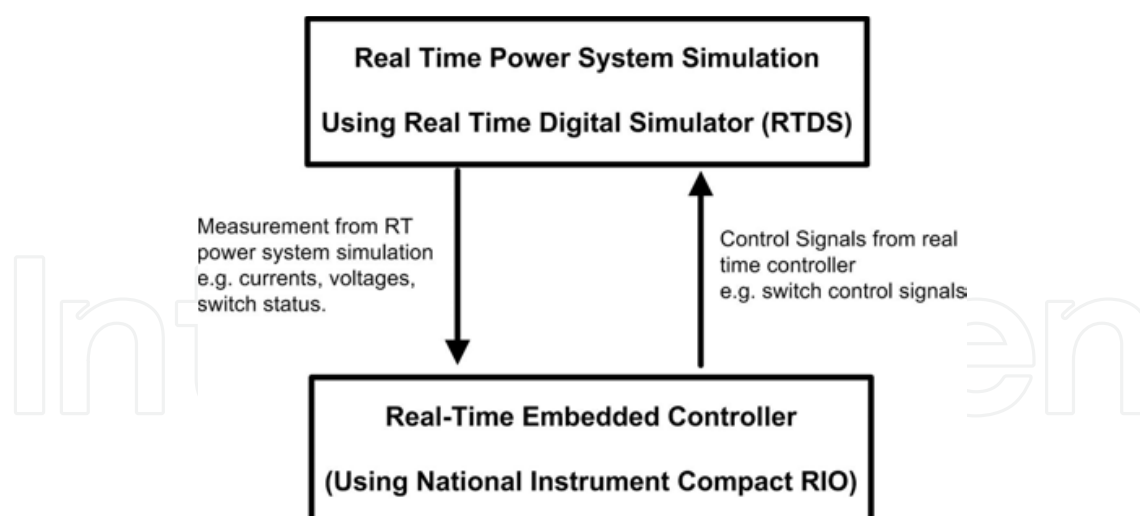 Real Time Power System Simulation
Using Real Time Digital Simulator (RTDS)
Measurement from RT
power system simulation
e.g. currents, voltages,
switch status.
Control Signals from real
time controller
e.g. switch control signals
Real-Time Embedded Controller
(Using National Instrument Compact RIO)